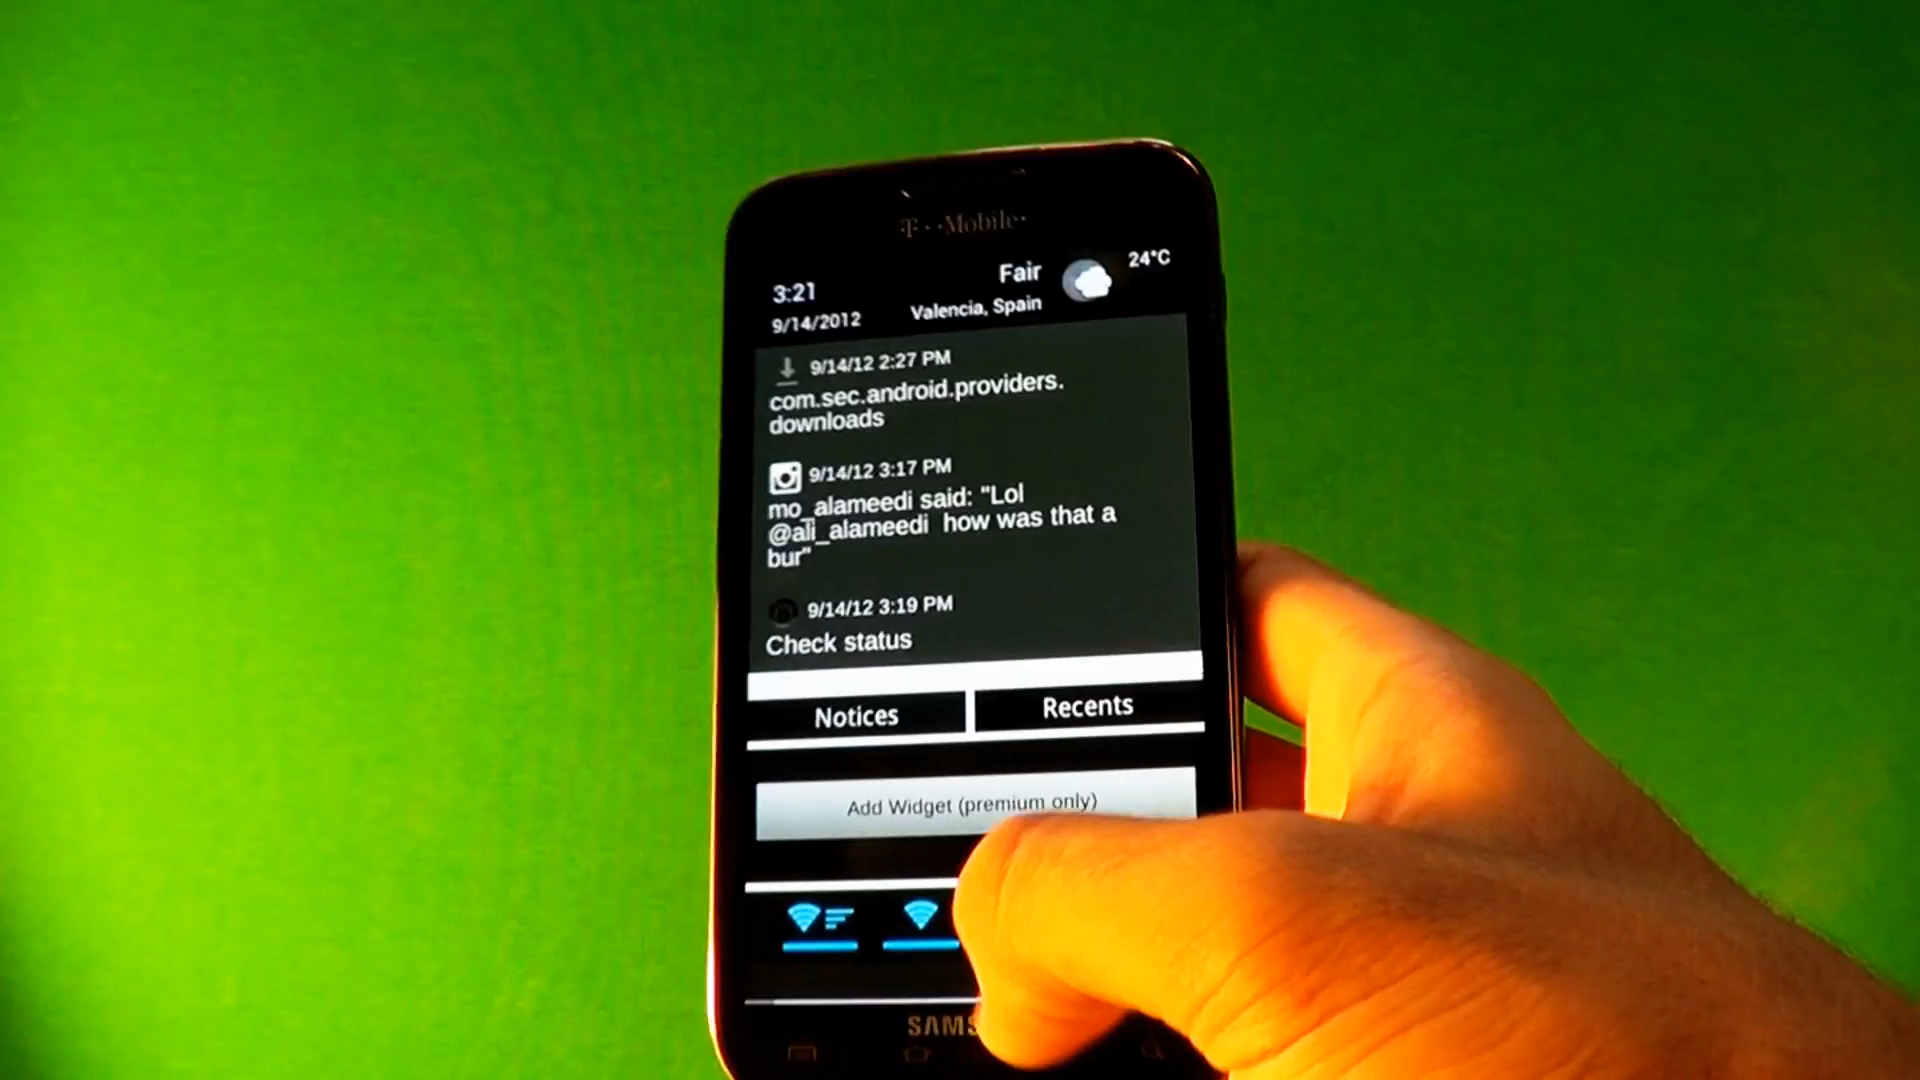 T··Mobile·
3:21
Fair
24°C
9/14/2012
Valencia, Spain
9/14/12 2:27 PM
com.sec.android.providers.
downloads
9/14/12 3:17 PM
mo_alameedi said: "Lol
@ali_alameedi how was that a
bur"
9/14/12 3:19 PM
Check status
Notices
Recents
Add Widget (premium only)
SAMS